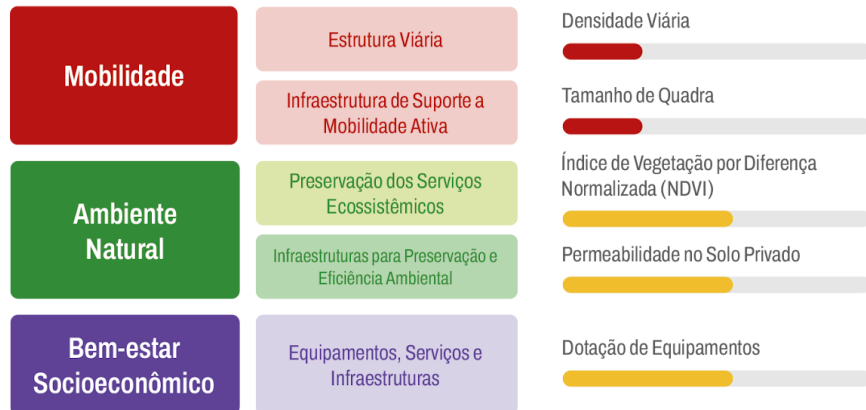 Mobilidade
Estrutura Viária
Infraestrutura de Suporte a
Mobilidade Ativa
Densidade Viária
Tamanho de Quadra
Ambiente
Natural
Preservação dos Serviços
Ecossistêmicos
Infraestruturas para Preservação e
Eficiência Ambiental
Índice de Vegetação por Diferença
Normalizada (NDVI)
Permeabilidade no Solo Privado
Bem-estar
Socioeconômico
Equipamentos, Serviços e
Infraestruturas
Dotação de Equipamentos